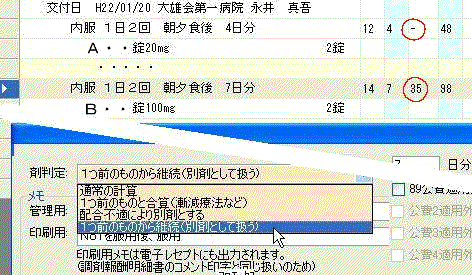 交付日 H22/01/20 大雄会第一病院 永井 真吾
内服 1日2回 朝夕食後 4日分 12 4 - 48
A・・錠20mg 2錠
・・・・・
内服 1日2回 朝夕食後 7日分 14 7 35 98
B・・錠100mg 2錠
日分
剤判定: 1つ前のものから継続(別剤として扱う)
通常の計算
1つ前のものと合算(漸減療法など)
配合不適により別剤とする
1つ前のものから継続(別剤として扱う)
メモ
管理用:
印刷用: NOTを服用後、服用
印刷用メモは電子レセプトにも出力されます。
(調剤報酬明細書のコメント印字と同じ扱いのため)
89公費
公費2適用外
公費3適用外
公費4適用外